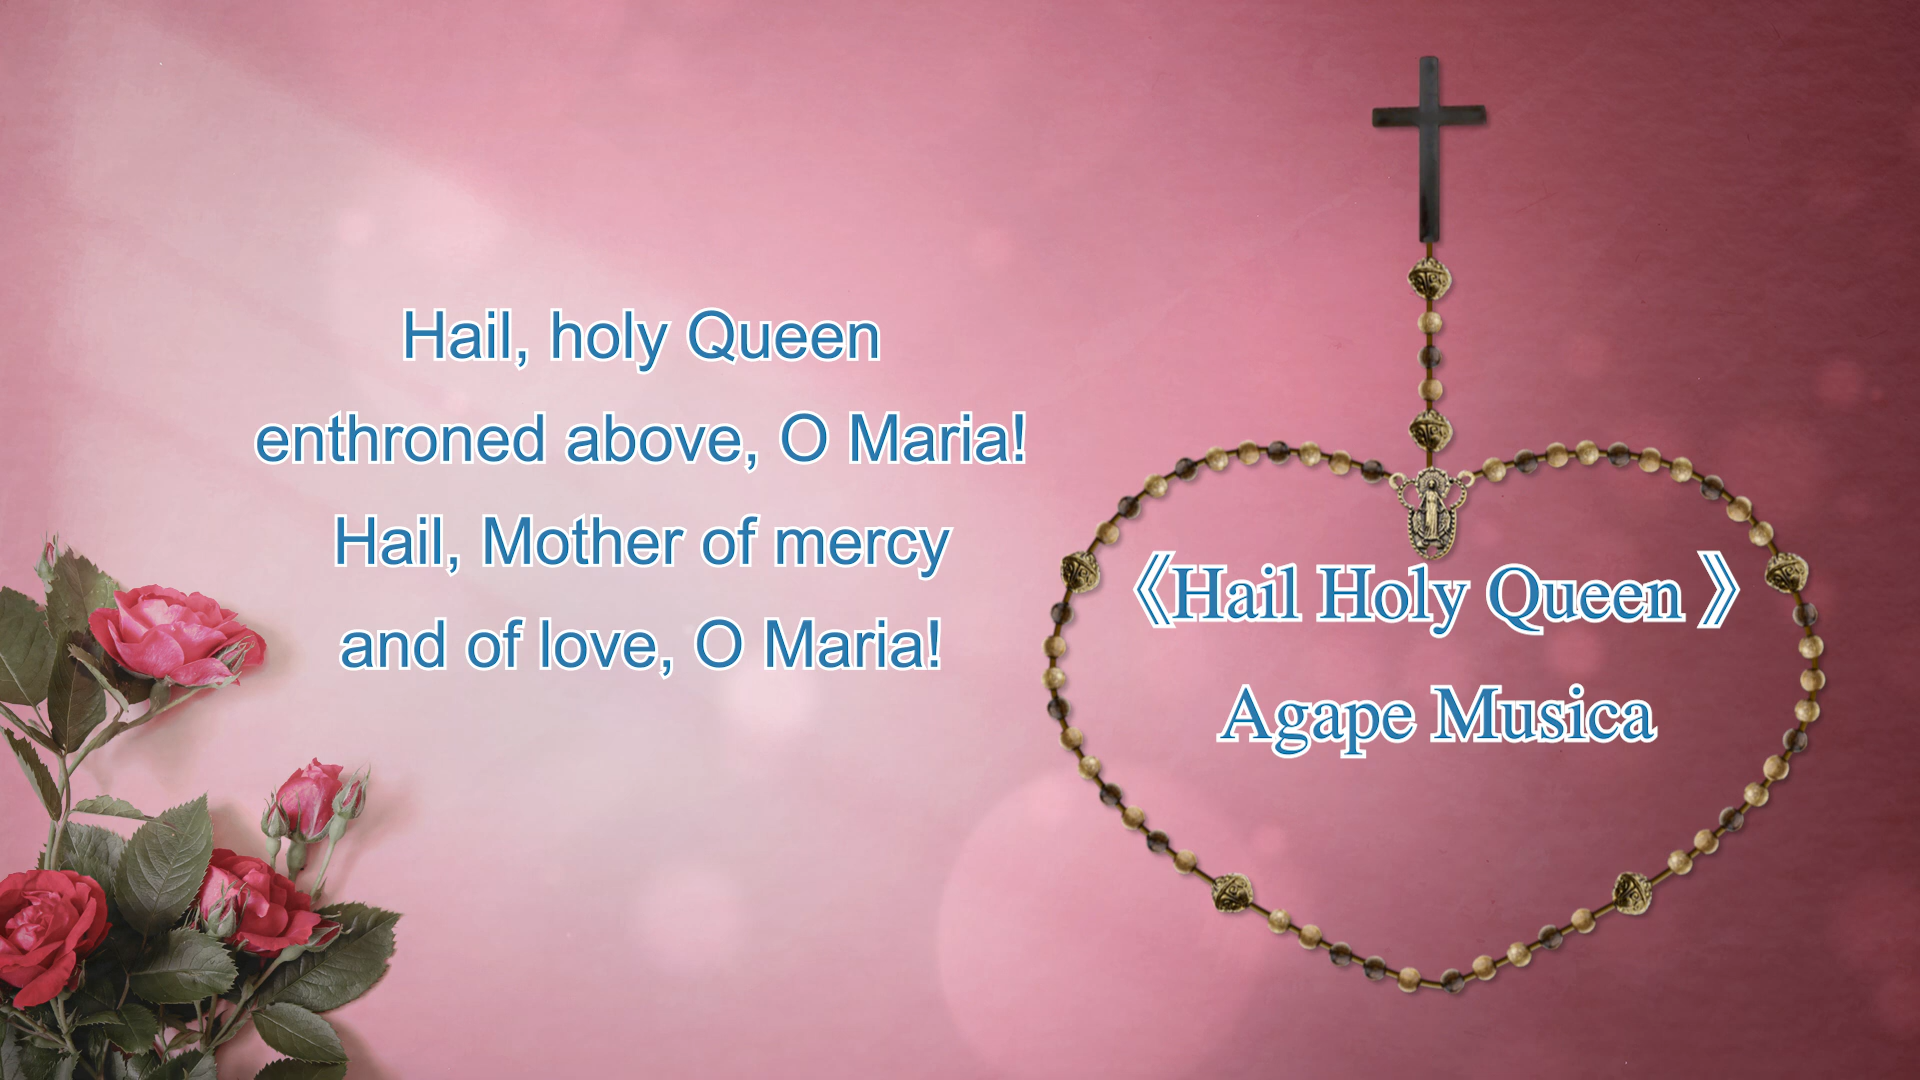 Hail, holy Queen
enthroned above, O Maria!
Hail, Mother of mercy
and of love, O Maria!
《Hail Holy Queen 》
Agape Musica